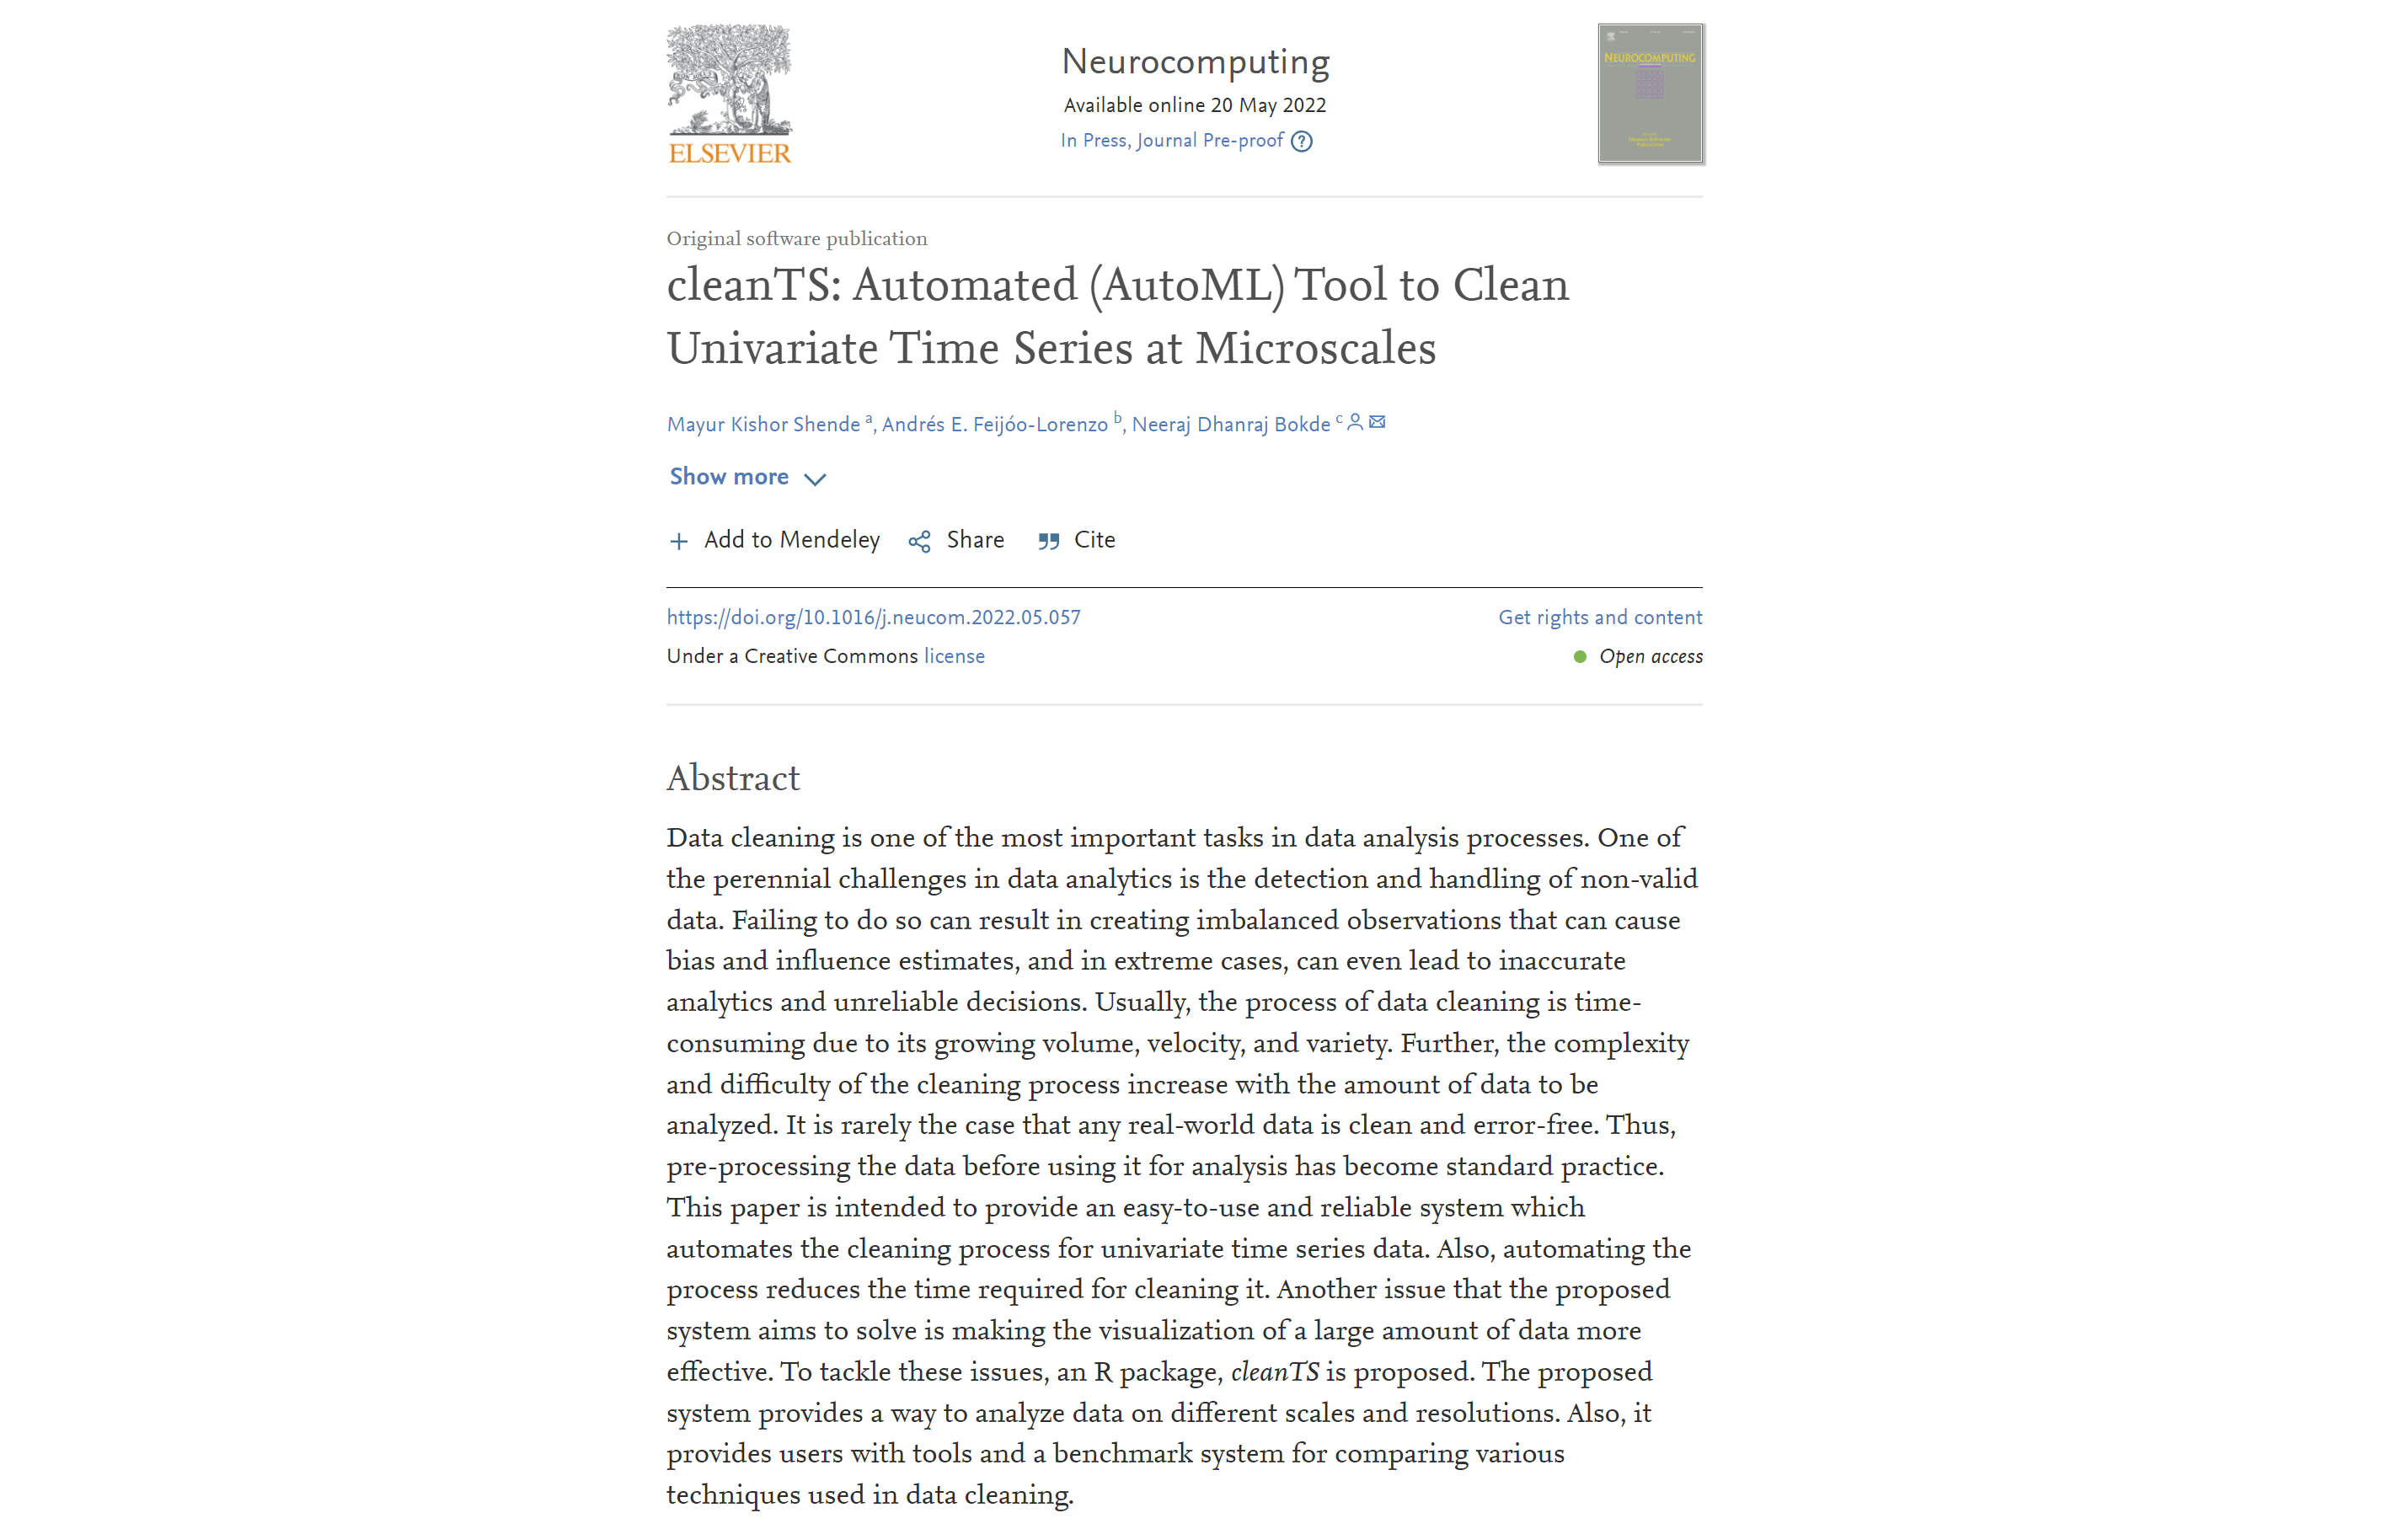 ELSEVIER
Neurocomputing
Available online 20 May 2022
In Press, Journal Pre-proof
NEUROCOMPUTING
Original software publication
cleanTS: Automated (AutoML) Tool to Clean
Univariate Time Series at Microscales
Mayur Kishor Shende a, Andrés E. Feijóo-Lorenzo b, Neeraj Dhanraj Bokde c
Show more
Add to Mendeley Share Cite
https://doi.org/10.1016/j.neucom.2022.05.057 Get rights and content
Under a Creative Commons license Open access
Abstract
Data cleaning is one of the most important tasks in data analysis processes. One of
the perennial challenges in data analytics is the detection and handling of non-valid
data. Failing to do so can result in creating imbalanced observations that can cause
bias and influence estimates, and in extreme cases, can even lead to inaccurate
analytics and unreliable decisions. Usually, the process of data cleaning is time-
consuming due to its growing volume, velocity, and variety. Further, the complexity
and difficulty of the cleaning process increase with the amount of data to be
analyzed. It is rarely the case that any real-world data is clean and error-free. Thus,
pre-processing the data before using it for analysis has become standard practice.
This paper is intended to provide an easy-to-use and reliable system which
automates the cleaning process for univariate time series data. Also, automating the
process reduces the time required for cleaning it. Another issue that the proposed
system aims to solve is making the visualization of a large amount of data more
effective. To tackle these issues, an R package, cleanTS is proposed. The proposed
system provides a way to analyze data on different scales and resolutions. Also, it
provides users with tools and a benchmark system for comparing various
techniques used in data cleaning.